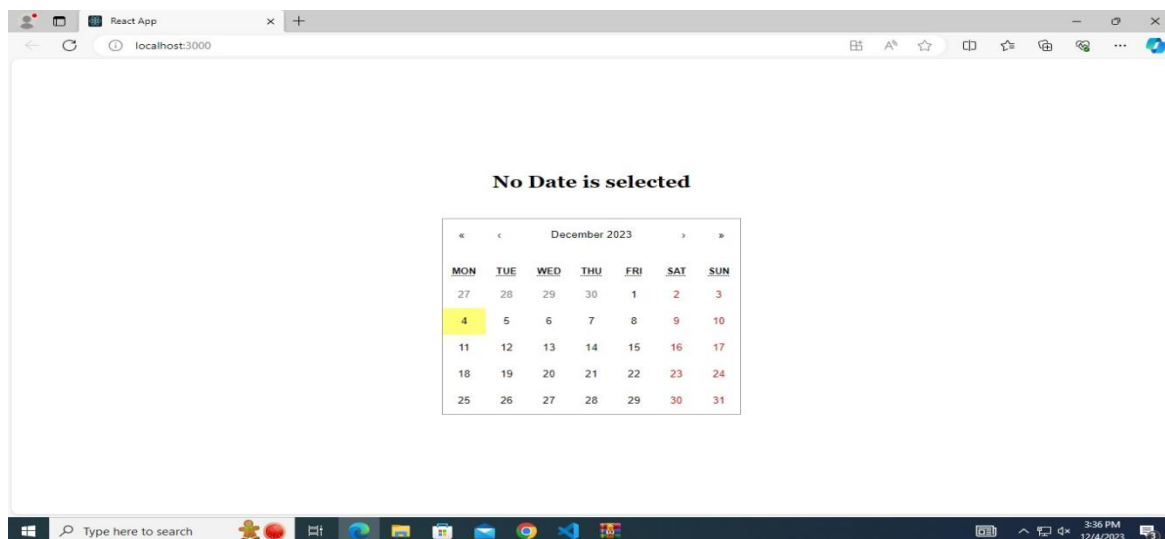 React App
localhost:3000
No Date is selected
« ‹ December 2023 › »
MON TUE WED THU FRI SAT SUN
27 28 29 30 1 2 3
4 5 6 7 8 9 10
11 12 13 14 15 16 17
18 19 20 21 22 23 24
25 26 27 28 29 30 31
Type here to search
3:36 PM
12/4/2023
3